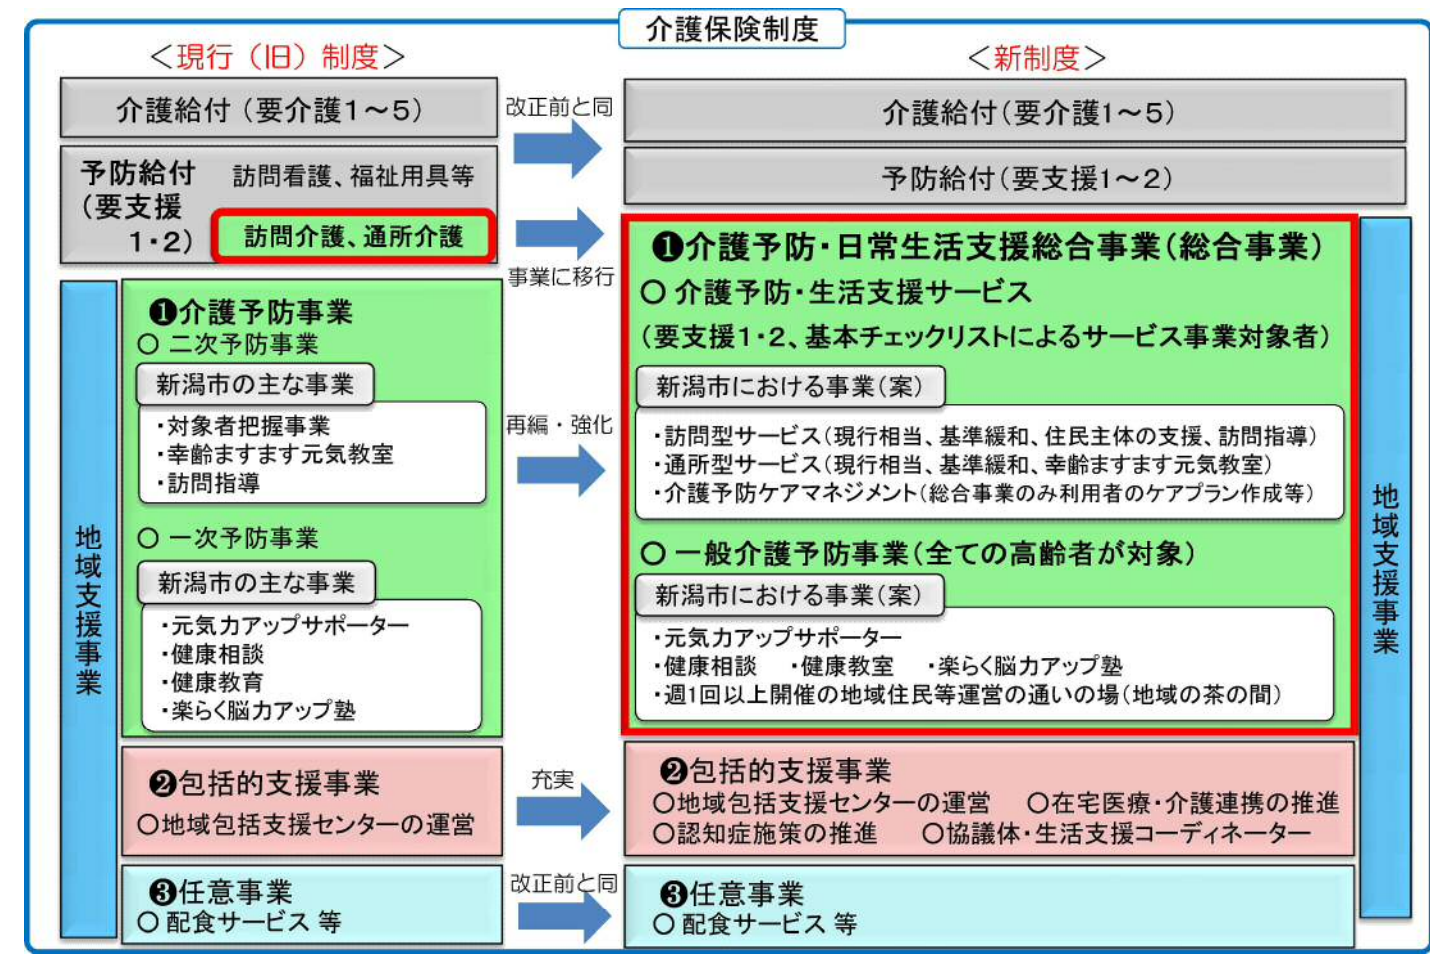 介護保険制度
＜現行（旧）制度＞
介護給付（要介護1～5）
予防給付
（要支援
1・2）
訪問看護、福祉用具等
訪問介護、通所介護
地域支援事業
❶介護予防事業
○ 二次予防事業
新潟市の主な事業
・対象者把握事業
・幸齢ますます元気教室
・訪問指導
○ 一次予防事業
新潟市の主な事業
・元気力アップサポーター
・健康相談
・健康教育
・楽らく脳力アップ塾
❷包括的支援事業
○地域包括支援センターの運営
❸任意事業
○ 配食サービス 等
改正前と同
事業に移行
再編・強化
充実
改正前と同
＜新制度＞
介護給付（要介護1～5）
予防給付（要支援1～2）
❶介護予防・日常生活支援総合事業（総合事業）
○ 介護予防・生活支援サービス
（要支援1・2、基本チェックリストによるサービス事業対象者）
新潟市における事業（案）
・訪問型サービス（現行相当、基準緩和、住民主体の支援、訪問指導）
・通所型サービス（現行相当、基準緩和、幸齢ますます元気教室）
・介護予防ケアマネジメント（総合事業のみ利用者のケアプラン作成等）
○ 一般介護予防事業（全ての高齢者が対象）
新潟市における事業（案）
・元気力アップサポーター
・健康相談 ・健康教室 ・楽らく脳力アップ塾
・週1回以上開催の地域住民等運営の通いの場（地域の茶の間）
❷包括的支援事業
○地域包括支援センターの運営 ○在宅医療・介護連携の推進
○認知症施策の推進 ○協議体・生活支援コーディネーター
❸任意事業
○ 配食サービス 等
地域支援事業